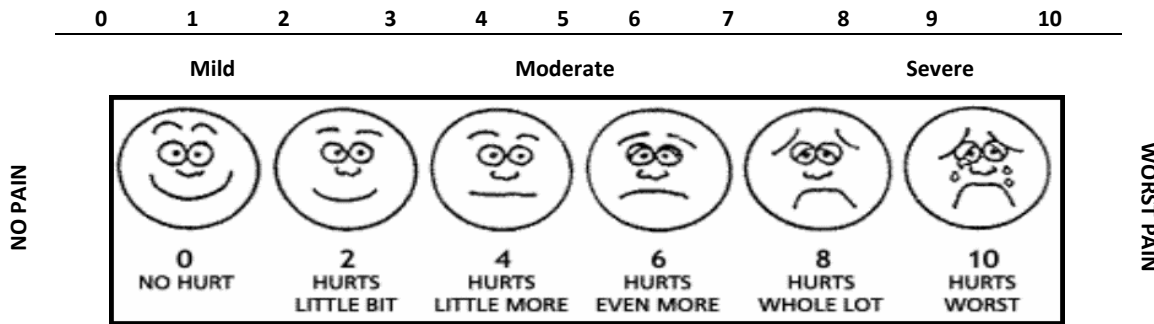 0 1 2 3 4 5 6 7 8 9 10
Mild Moderate Severe
NO PAIN
WORST PAIN
0 2 4 6 8 10
NO HURT HURTS HURTS HURTS HURTS HURTS
LITTLE BIT LITTLE MORE EVEN MORE WHOLE LOT WORST